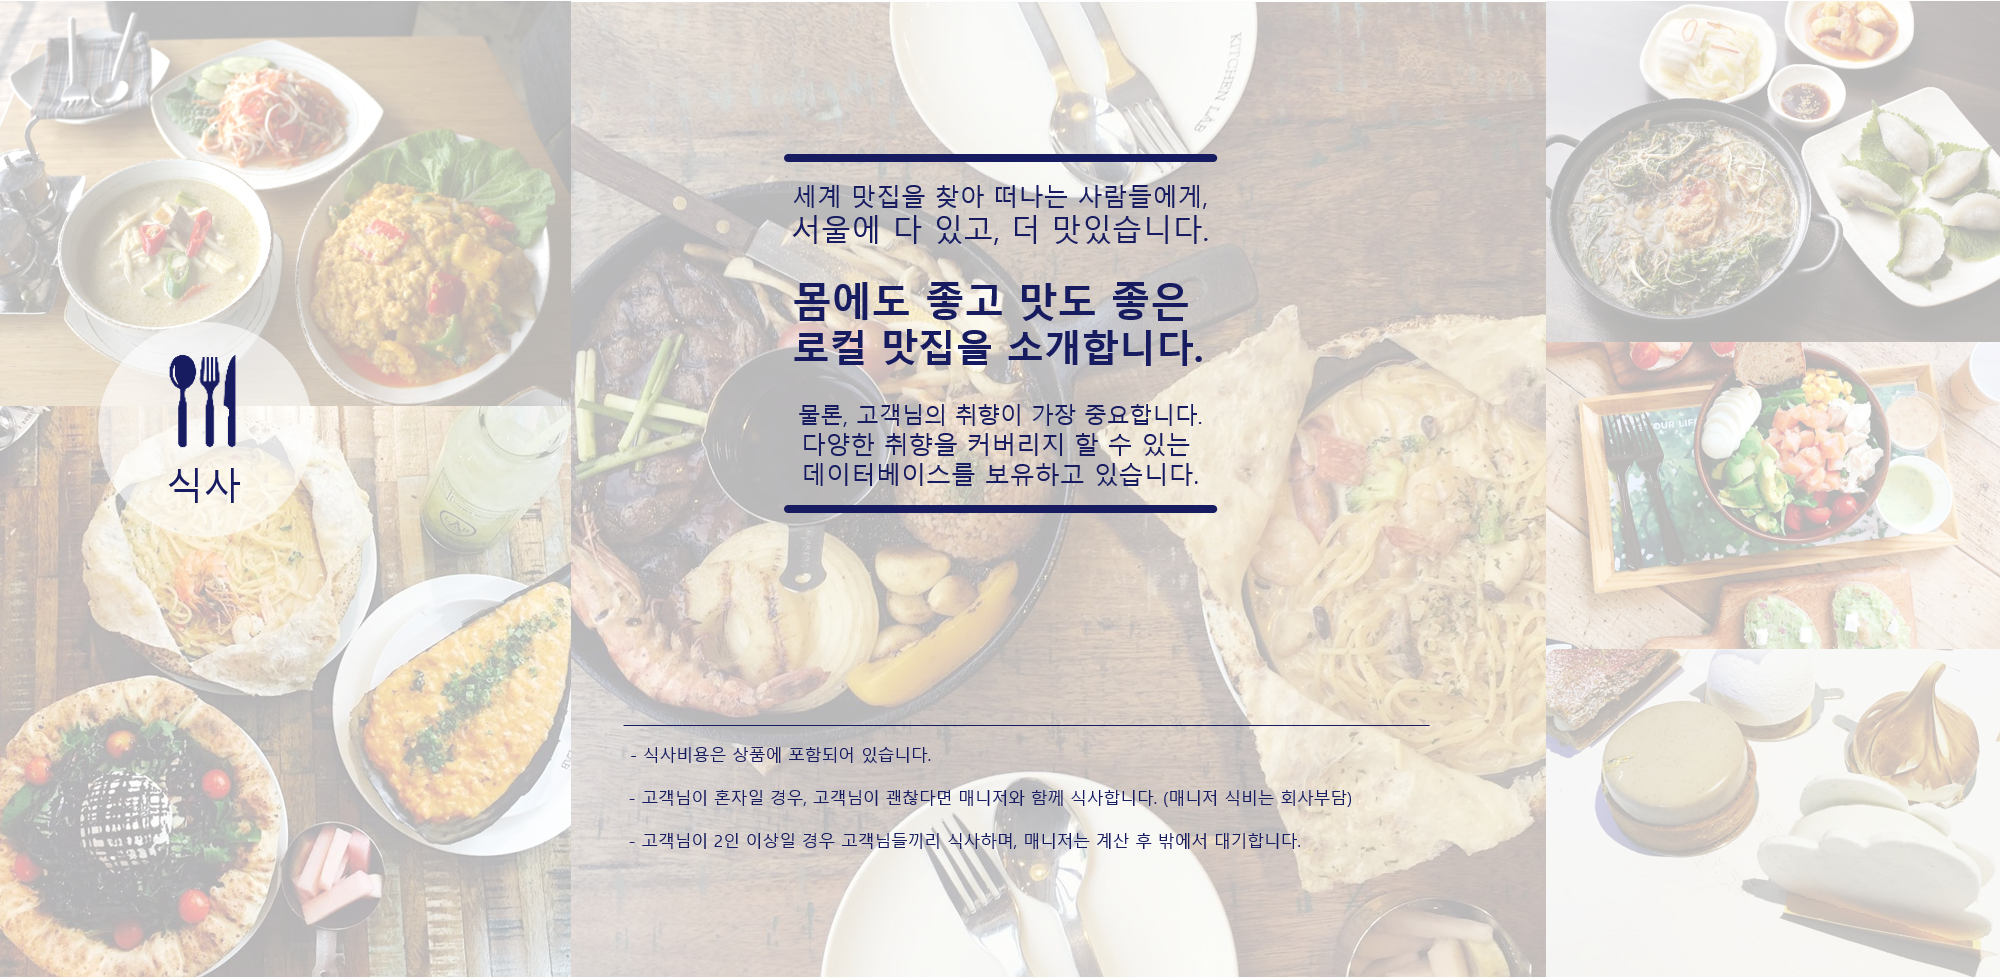 KITCHEN LAB
세계 맛집을 찾아 떠나는 사람들에게,
서울에 다 있고, 더 맛있습니다.
몸에도 좋고 맛도 좋은
로컬 맛집을 소개합니다.
물론, 고객님의 취향이 가장 중요합니다.
다양한 취향을 커버리지 할 수 있는
데이터베이스를 보유하고 있습니다.
식사
OUR LIFE
- 식사비용은 상품에 포함되어 있습니다.
- 고객님이 혼자일 경우, 고객님이 괜찮다면 매니저와 함께 식사합니다. (매니저 식비는 회사부담)
- 고객님이 2인 이상일 경우 고객님들끼리 식사하며, 매니저는 계산 후 밖에서 대기합니다.